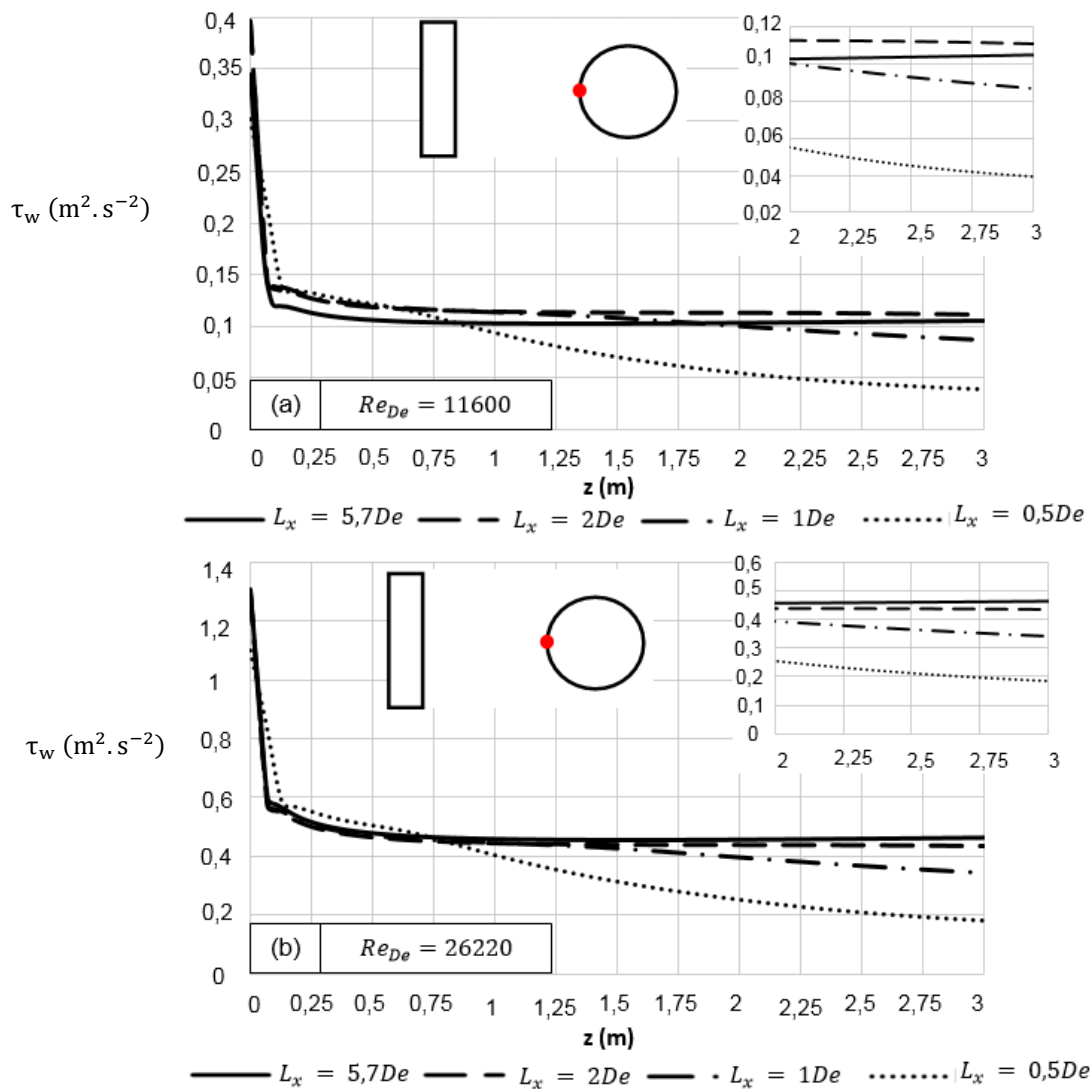 0,4
0,35
0,3
0,25
0,2
0,15
0,1
0,05
0
τw (m². s⁻²)
0,12
0,1
0,08
0,06
0,04
0,02
2 2,25 2,5 2,75 3
(a) ReDe = 11600
0 0,25 0,5 0,75 1 1,25 1,5 1,75 2 2,25 2,5 2,75 3
z (m)
Lx = 5,7De Lx = 2De Lx = 1De Lx = 0,5De
1,4
1,2
1
0,8
0,6
0,4
0,2
0
τw (m². s⁻²)
0,6
0,5
0,4
0,3
0,2
0,1
0
2 2,25 2,5 2,75 3
(b) ReDe = 26220
0 0,25 0,5 0,75 1 1,25 1,5 1,75 2 2,25 2,5 2,75 3
z (m)
Lx = 5,7De Lx = 2De Lx = 1De Lx = 0,5De